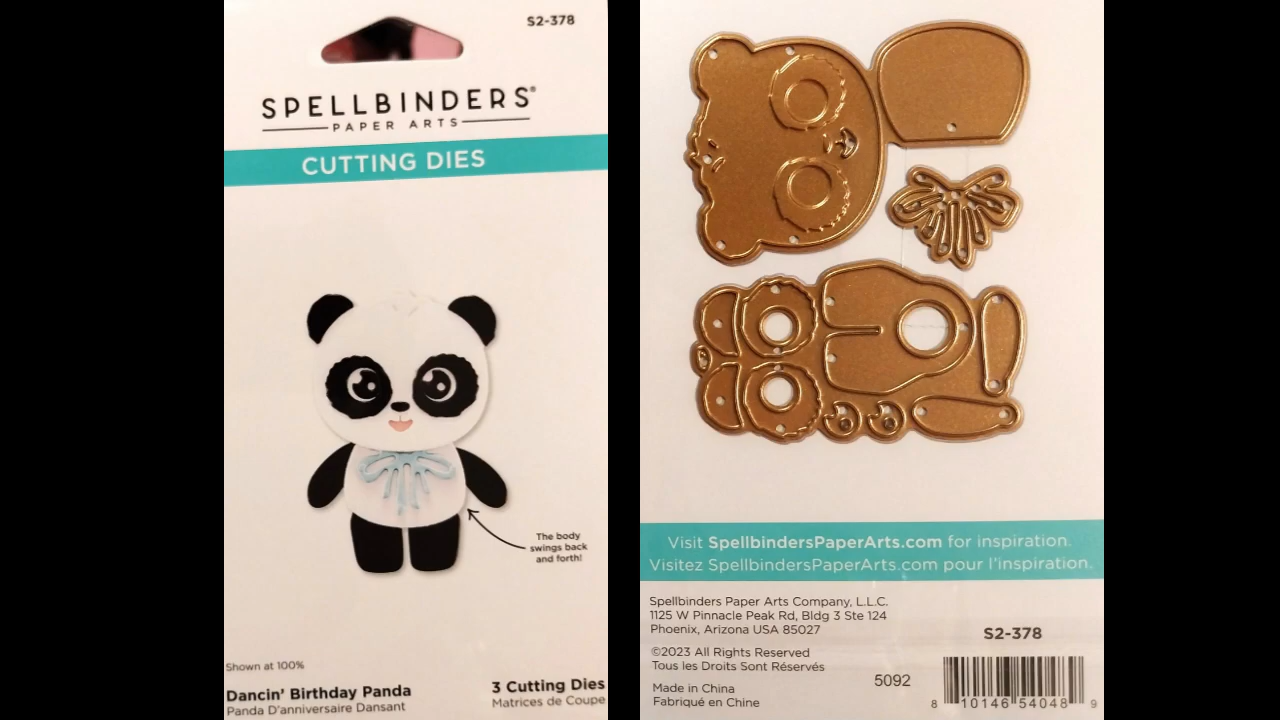 S2-378
SPELLBINDERS®
PAPER ARTS
CUTTING DIES
The body
swings back
and forth!
Shown at 100%
Dancin' Birthday Panda
Panda D'anniversaire Dansant
3 Cutting Dies
Matrices de Coupe
Visit SpellbindersPaperArts.com for inspiration.
Visitez SpellbindersPaperArts.com pour l'inspiration.
Spellbinders Paper Arts Company, L.L.C.
1125 W Pinnacle Peak Rd, Bldg 3 Ste 124
Phoenix, Arizona USA 85027
©2023 All Rights Reserved
Tous les Droits Sont Réservés
Made in China
Fabriqué en Chine
5092
S2-378
8 10146 54048 9